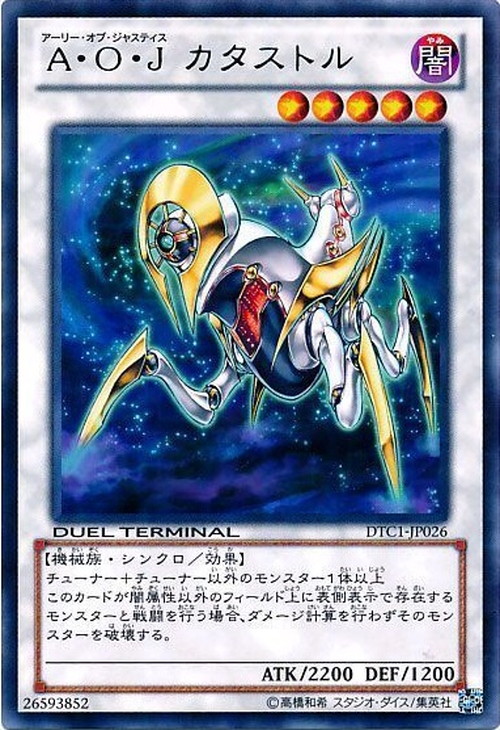 アーリー・オブ・ジャスティス
A・O・J カタストル
やみ
闇
DUEL TERMINAL
DTC1-JP026
【機械族・シンクロ/効果】
チューナー+チューナー以外のモンスター1体以上
このカードが闇属性以外のフィールド上に表側表示で存在する
モンスターと戦闘を行う場合、ダメージ計算を行わずそのモン
スターを破壊する。
ATK/2200 DEF/1200
26593852
©高橋和希 スタジオ・ダイス/集英社